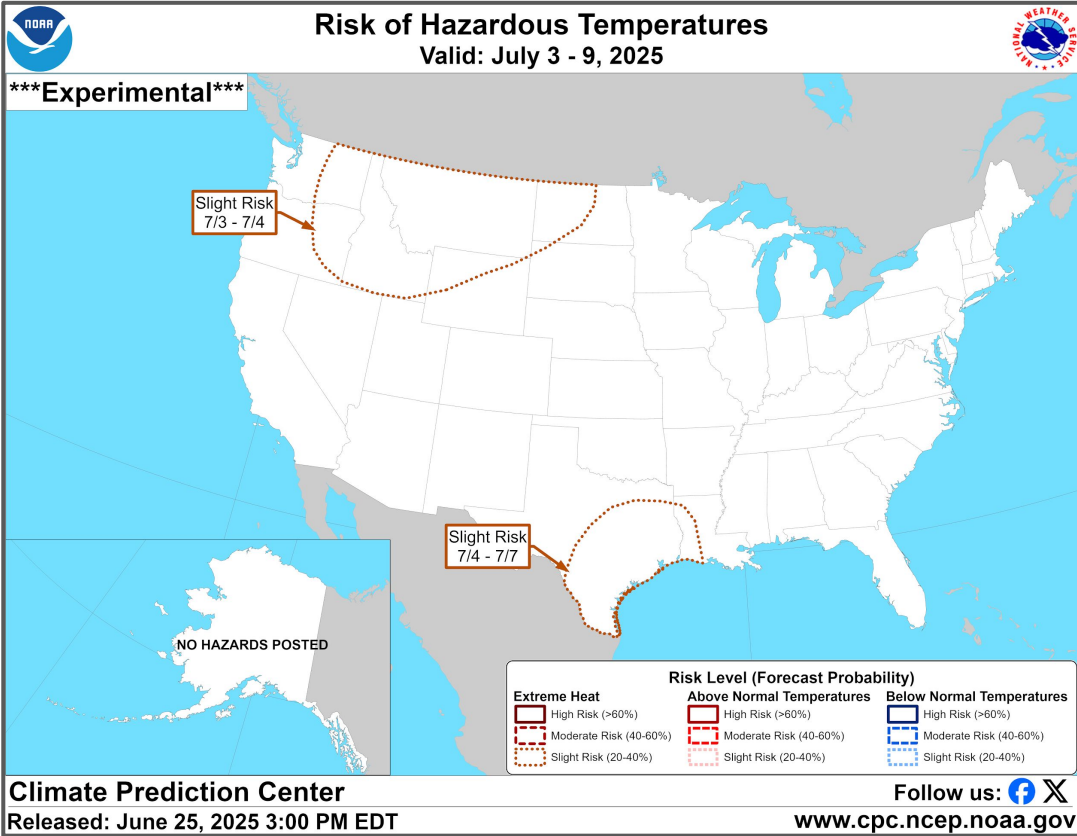 NOAA
Risk of Hazardous Temperatures
Valid: July 3 - 9, 2025
NATIONAL WEATHER SERVICE
***Experimental***
Slight Risk
7/3 - 7/4
Slight Risk
7/4 - 7/7
NO HAZARDS POSTED
Risk Level (Forecast Probability)
Extreme Heat
High Risk (>60%)
Moderate Risk (40-60%)
Slight Risk (20-40%)
Above Normal Temperatures
High Risk (>60%)
Moderate Risk (40-60%)
Slight Risk (20-40%)
Below Normal Temperatures
High Risk (>60%)
Moderate Risk (40-60%)
Slight Risk (20-40%)
Climate Prediction Center
Follow us:
Released: June 25, 2025 3:00 PM EDT
www.cpc.ncep.noaa.gov